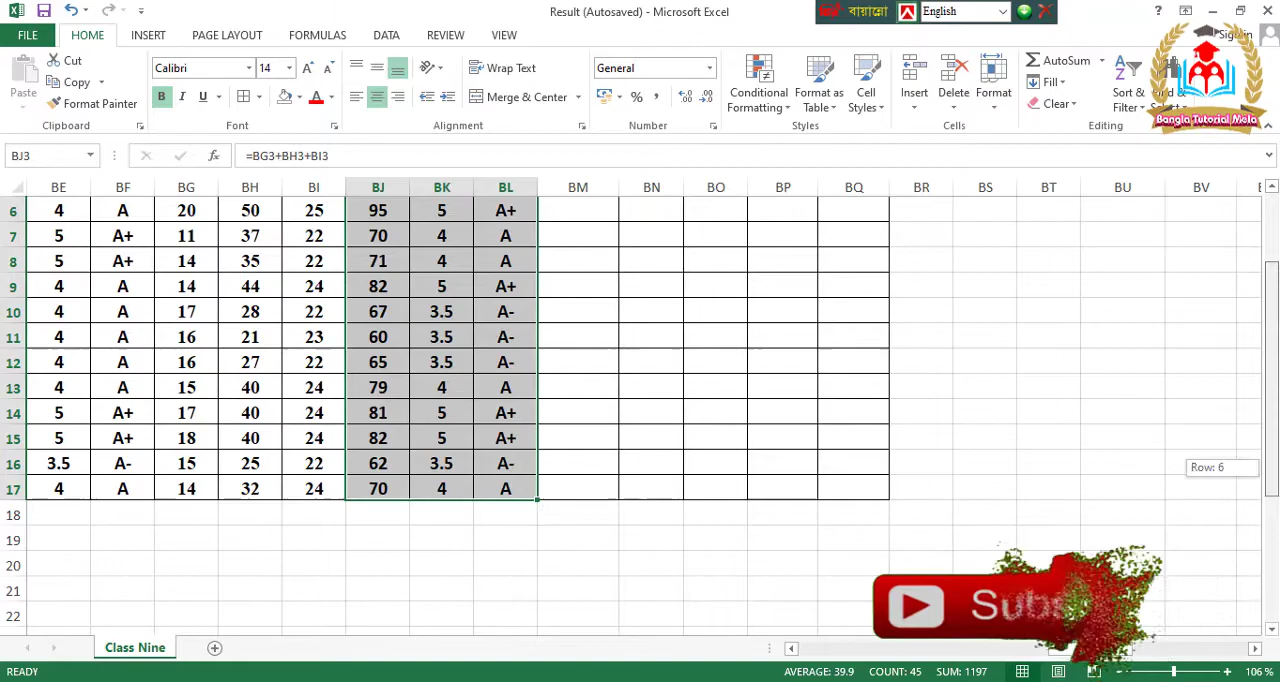 Result (Autosaved) - Microsoft Excel
বায়ান্নো English ?
FILE HOME INSERT PAGE LAYOUT FORMULAS DATA REVIEW VIEW Sign in
Cut
Copy
Format Painter
Paste
Clipboard
Calibri 14
B I U
Font
Wrap Text
Merge & Center
Alignment
General
%
Number
Conditional Formatting
Format as Table
Cell Styles
Styles
Insert Delete Format
Cells
AutoSum
Fill
Clear
Sort & Filter
Find &
Editing
Bangla Tutorial Mela
BJ3 fx =BG3+BH3+BI3
BE BF BG BH BI BJ BK BL BM BN BO BP BQ BR BS BT BU BV
6 4 A 20 50 25 95 5 A+
7 5 A+ 11 37 22 70 4 A
8 5 A+ 14 35 22 71 4 A
9 4 A 14 44 24 82 5 A+
10 4 A 17 28 22 67 3.5 A-
11 4 A 16 21 23 60 3.5 A-
12 4 A 16 27 22 65 3.5 A-
13 4 A 15 40 24 79 4 A
14 5 A+ 17 40 24 81 5 A+
15 5 A+ 18 40 24 82 5 A+
16 3.5 A- 15 25 22 62 3.5 A-
Row: 6
17 4 A 14 32 24 70 4 A
18
19
20
21
22
Class Nine
READY AVERAGE: 39.9 COUNT: 45 SUM: 1197 106 %